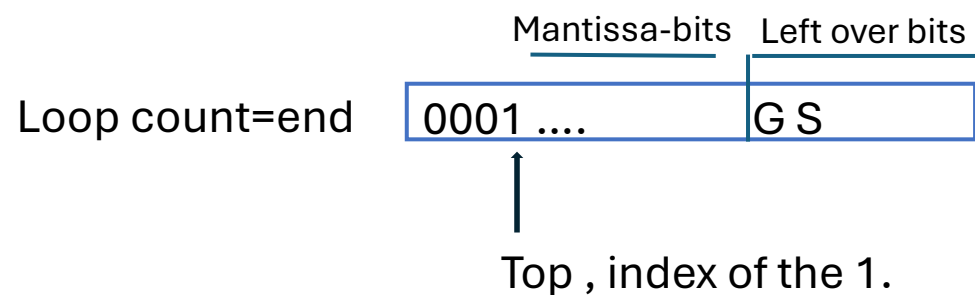 Mantissa-bits Left over bits
Loop count=end 0001 .... G S
Top , index of the 1.